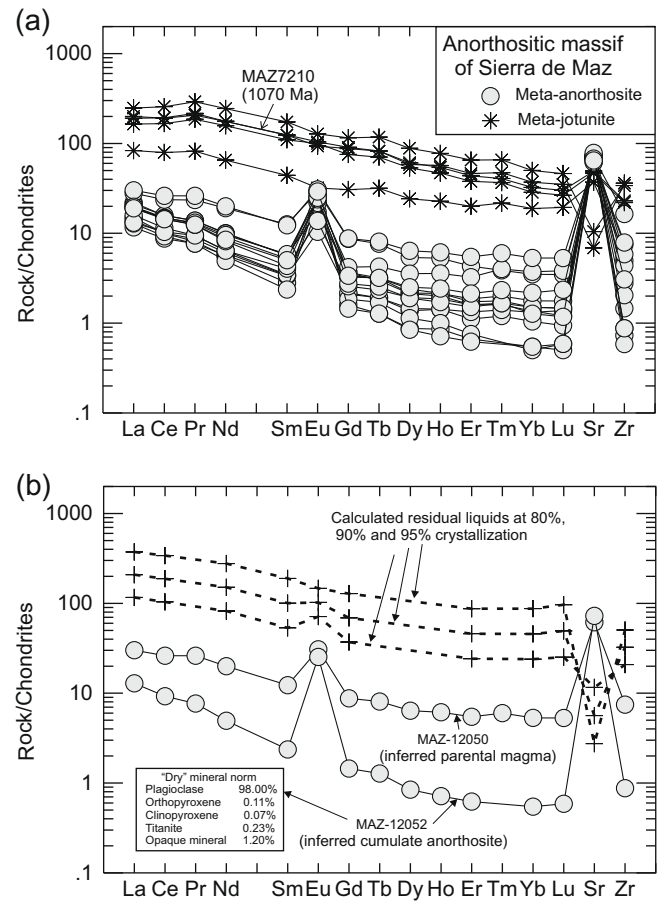 (a)
1000
100
10
1
.1
Rock/Chondrites
MAZ7210
(1070 Ma)
Anorthositic massif
of Sierra de Maz
Meta-anorthosite
Meta-jotunite
La Ce Pr Nd Sm Eu Gd Tb Dy Ho Er Tm Yb Lu Sr Zr
(b)
1000
100
10
1
.1
Rock/Chondrites
Calculated residual liquids at 80%,
90% and 95% crystallization
MAZ-12050
(inferred parental magma)
"Dry" mineral norm
Plagioclase 98.00%
Orthopyroxene 0.11%
Clinopyroxene 0.07%
Titanite 0.23%
Opaque mineral 1.20%
MAZ-12052
(inferred cumulate anorthosite)
La Ce Pr Nd Sm Eu Gd Tb Dy Ho Er Tm Yb Lu Sr Zr